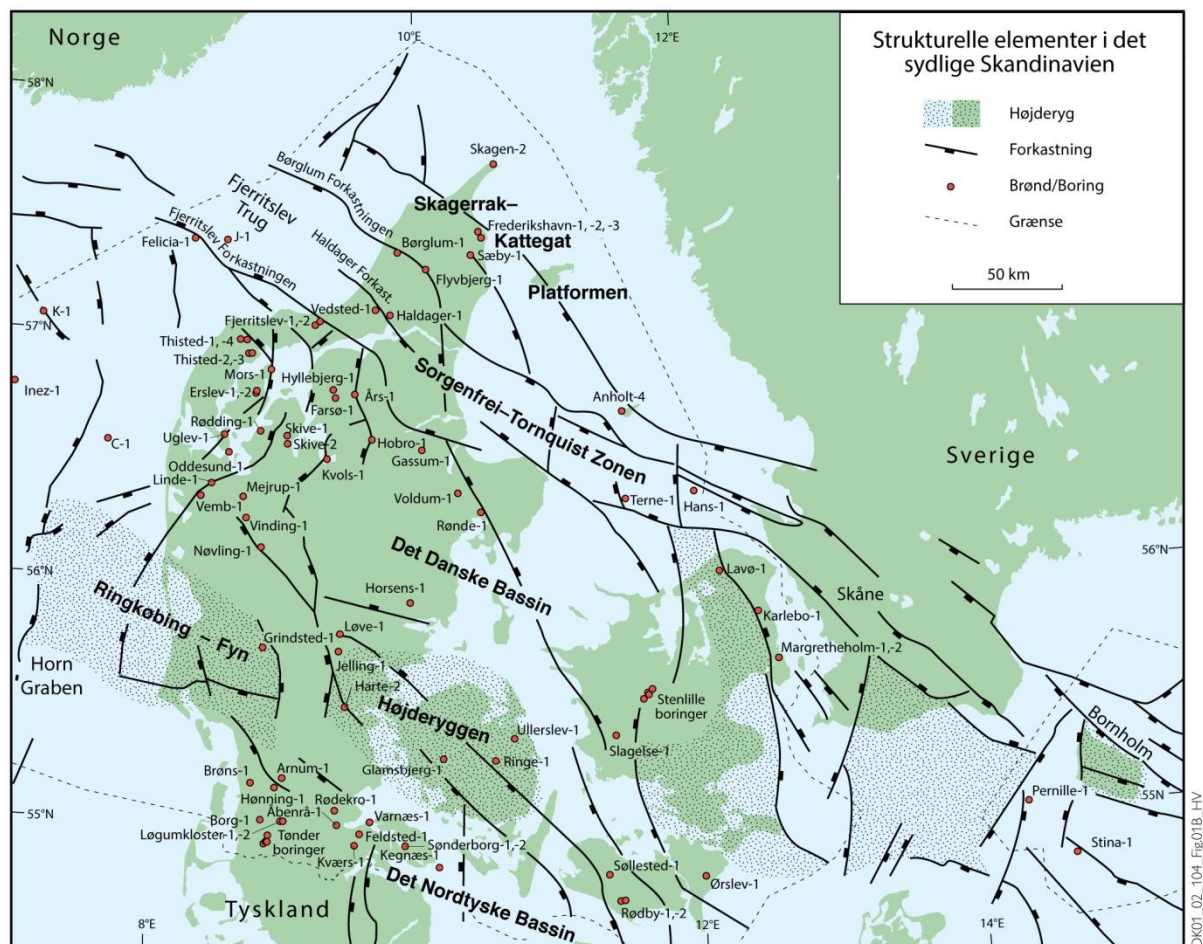 Norge
10°E
12°E
58°N
Strukturelle elementer i det
sydlige Skandinavien
Højderyg
Forkastning
Brønd/Boring
Grænse
50 km
Skagen-2
Børglum Forkastningen
Fjerritslev
Trug
Skagerrak–
Kattegat
Platformen
Frederikshavn-1, -2, -3
Sæby-1
Børglum-1
Flyvbjerg-1
Felicia-1
J-1
Fjerritslev Forkastningen
Haldager Forkast.
K-1
57°N
Vedsted-1
Haldager-1
Fjerritslev-1,-2
Thisted-1, -4
Thisted-2,-3
Mors-1
Inez-1
Erslev-1,-2
Hyllebjerg-1
Farsø-1
Års-1
Sorgenfrei–Tornquist Zonen
Anholt-4
Sverige
Rødding-1
Uglev-1
Skive-1
Skive-2
C-1
Oddesund-1
Hobro-1
Gassum-1
Kvols-1
Linde-1
Mejrup-1
Vemb-1
Voldum-1
Rønde-1
Terne-1
Hans-1
Vinding-1
Nøvling-1
56°N
56°N
Det Danske Bassin
Lavø-1
Skåne
Horsens-1
Karlebo-1
Ringkøbing – Fyn
Højderyggen
Grindsted-1
Løve-1
Margretheholm-1,-2
Horn
Graben
Jelling-1
Harte-2
Stenlille
boringer
Ullerslev-1
Slagelse-1
Glamsbjerg-1
Ringe-1
Bornholm
Brøns-1
Arnum-1
Hønning-1
Rødekro-1
Pernille-1
55°N
55°N
Åbenrå-1
Varnæs-1
Borg-1
Løgumkloster-1,-2
Tønder
boringer
Feldsted-1
Sønderborg-1,-2
Kværs-1
Kegnæs-1
Stina-1
Det Nordtyske Bassin
Søllested-1
Ørslev-1
Rødby-1,-2
Tyskland
8°E
12°E
14°E
DK01_02_104_Fig.01B_HV